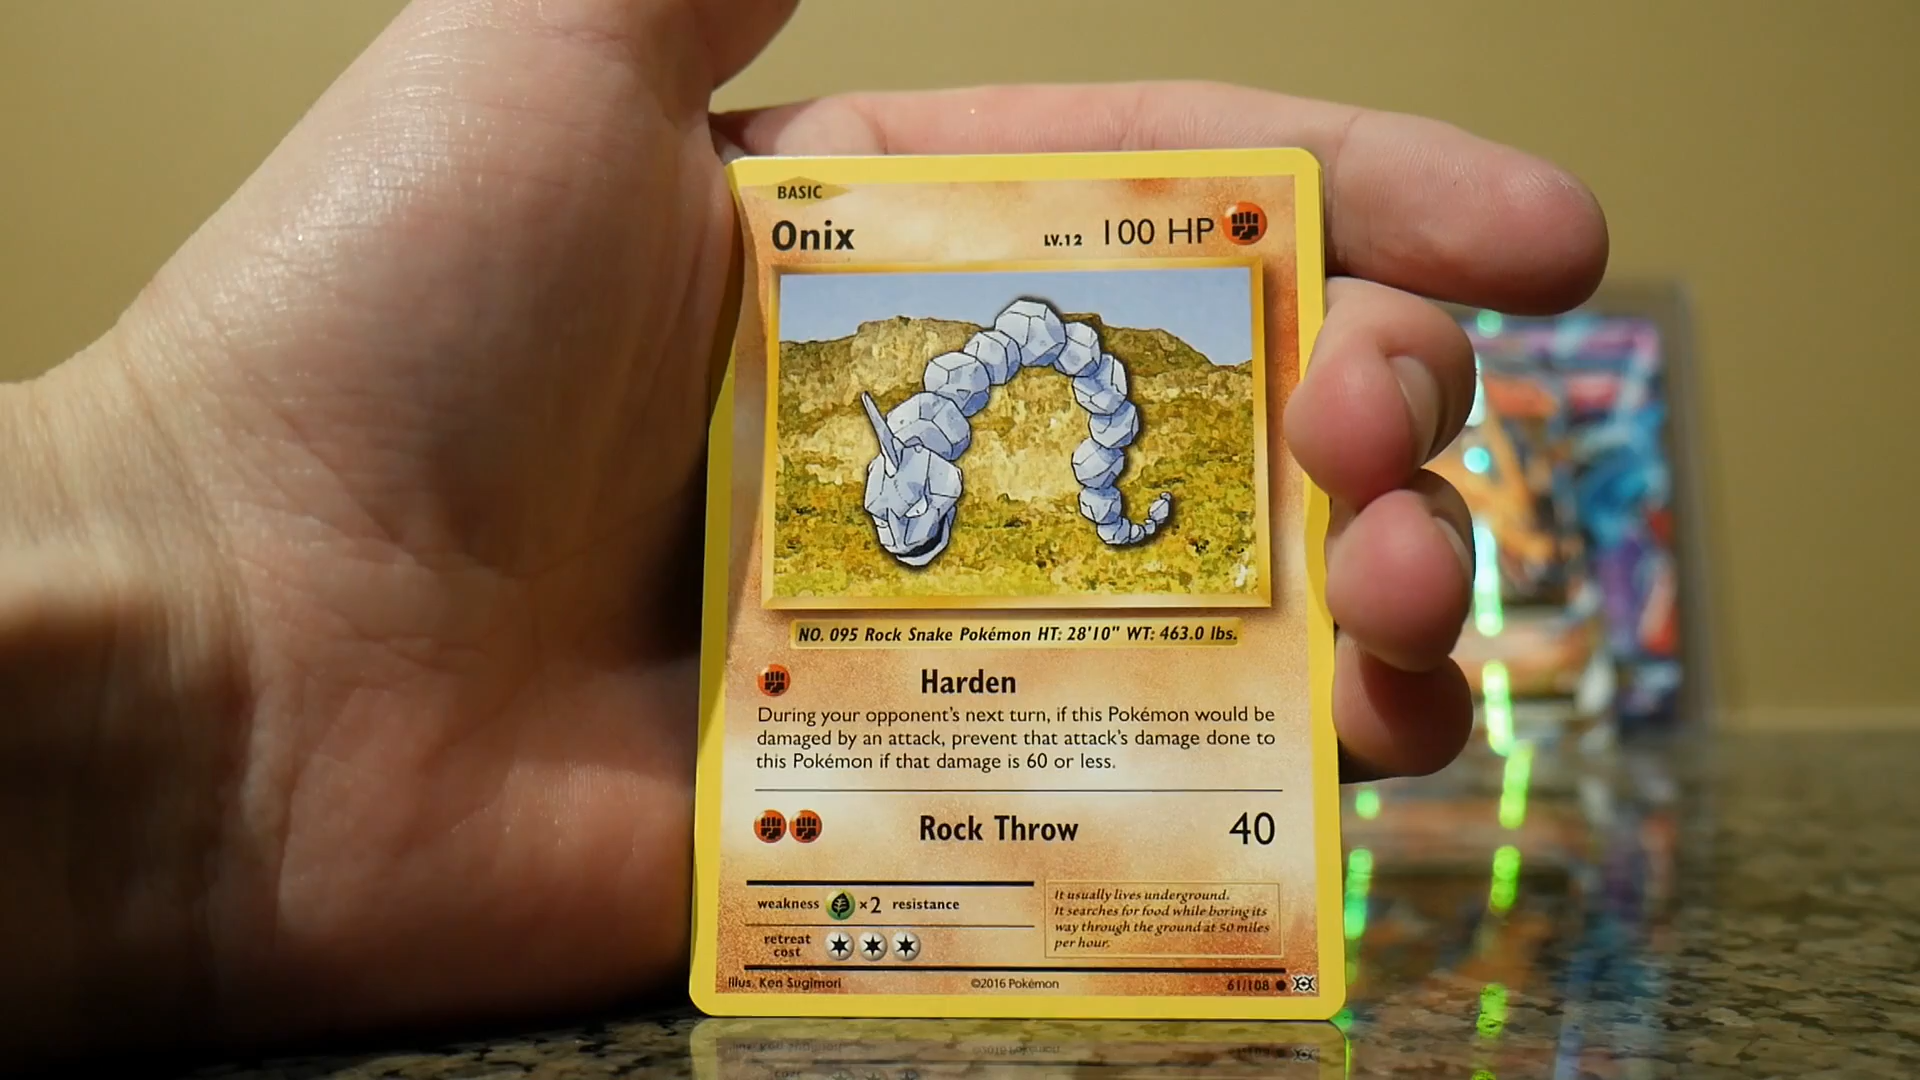 BASIC
Onix LV.12 100 HP
NO. 095 Rock Snake Pokémon HT: 28'10" WT: 463.0 lbs.
Harden
During your opponent's next turn, if this Pokémon would be
damaged by an attack, prevent that attack's damage done to
this Pokémon if that damage is 60 or less.
Rock Throw 40
weakness ×2 resistance
retreat
cost
It usually lives underground.
It searches for food while boring its
way through the ground at 50 miles
per hour.
Illus. Ken Sugimori ©2016 Pokémon 61/108